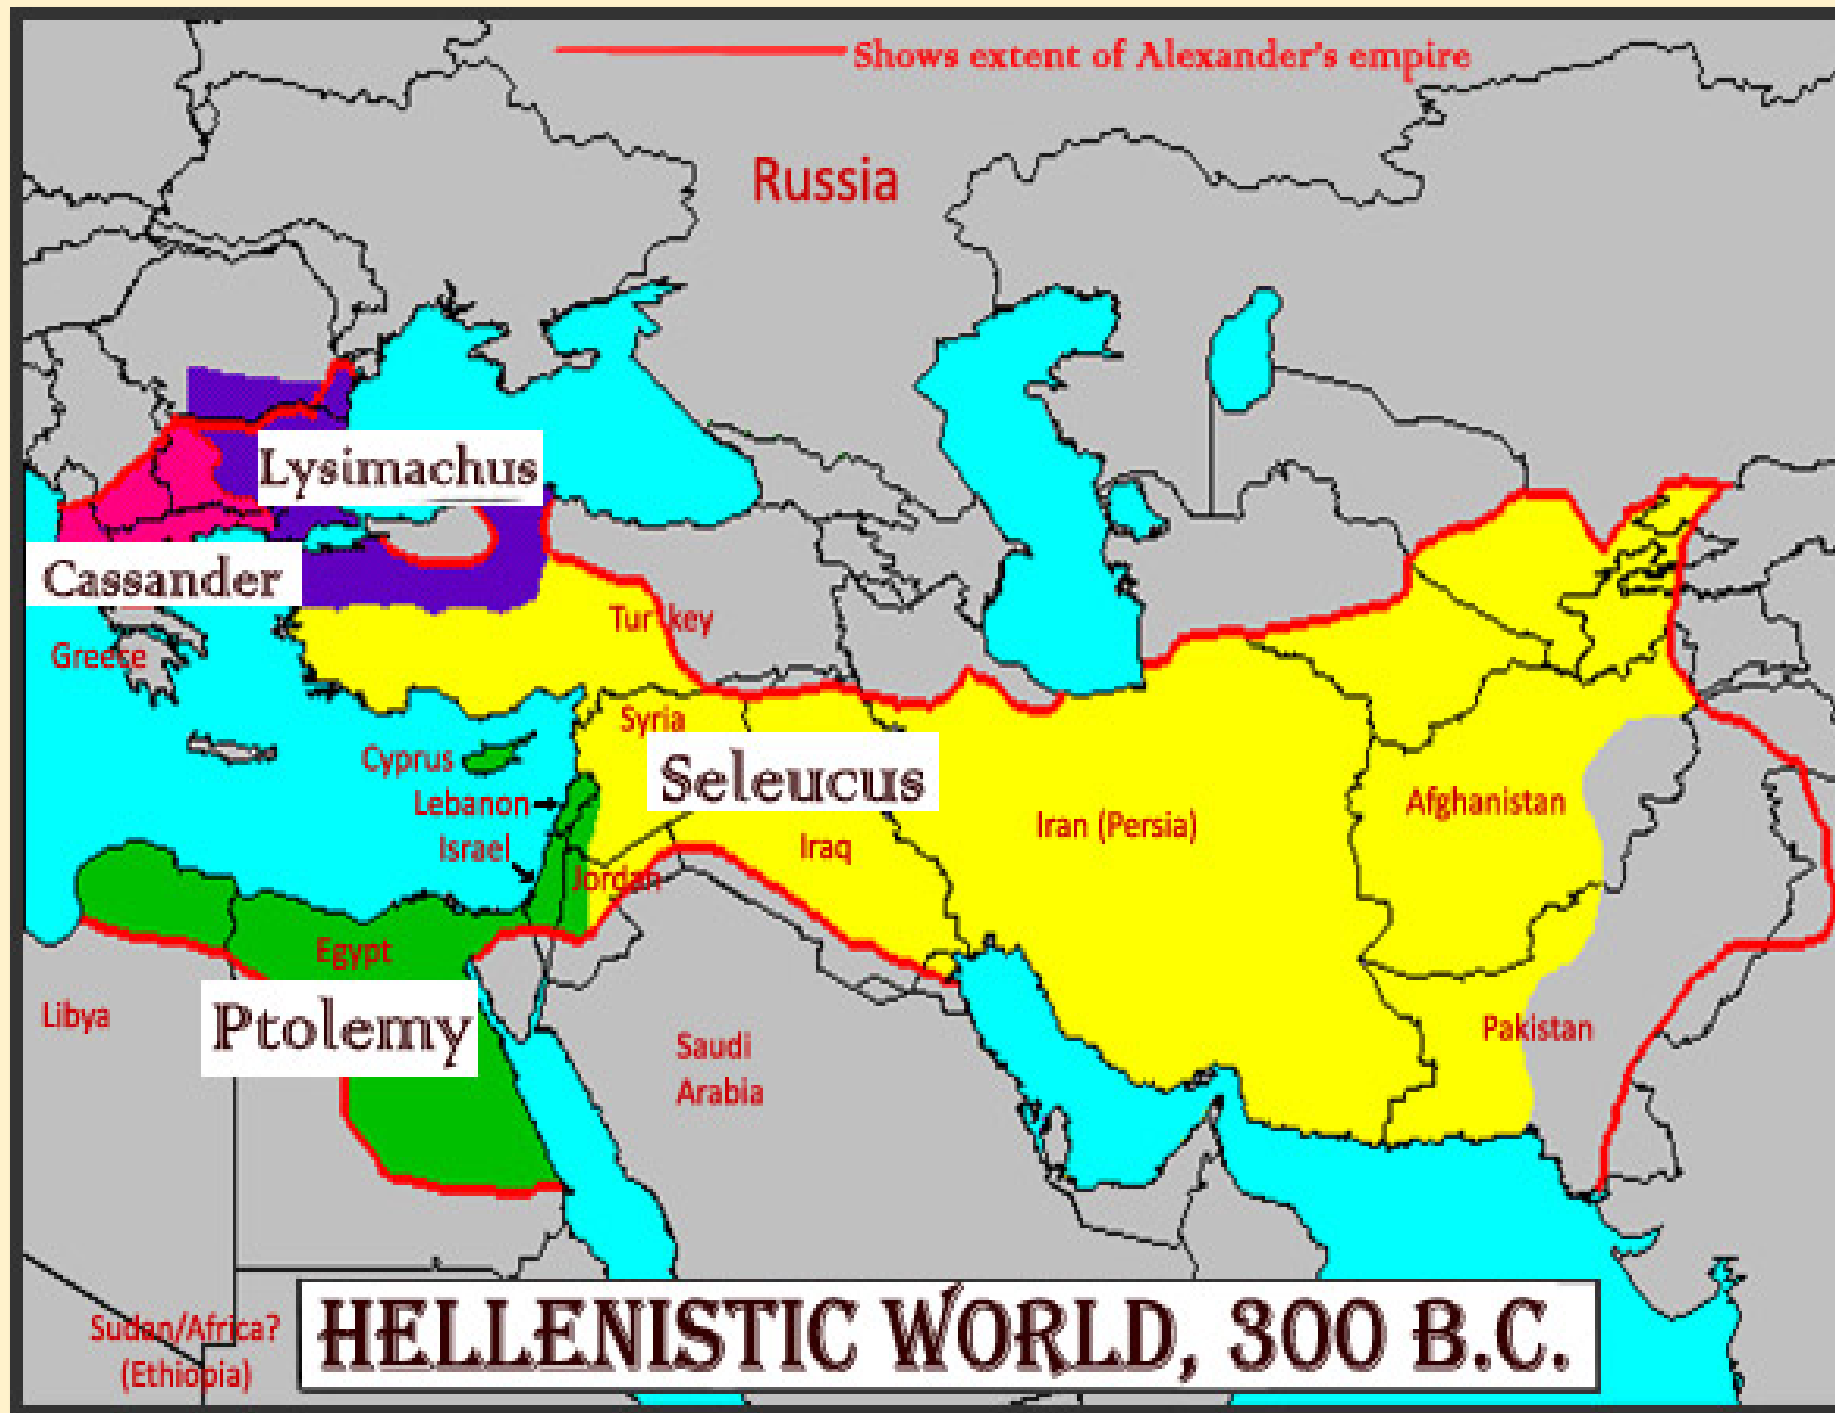 Shows extent of Alexander's empire
Russia
Lysimachus
Cassander
Turkey
Greece
Syria
Cyprus
Seleucus
Lebanon
Afghanistan
Iran (Persia)
Israel
Iraq
Jordan
Egypt
Libya
Ptolemy
Pakistan
Saudi
Arabia
Sudan/Africa?
(Ethiopia)
HELLENISTIC WORLD, 300 B.C.